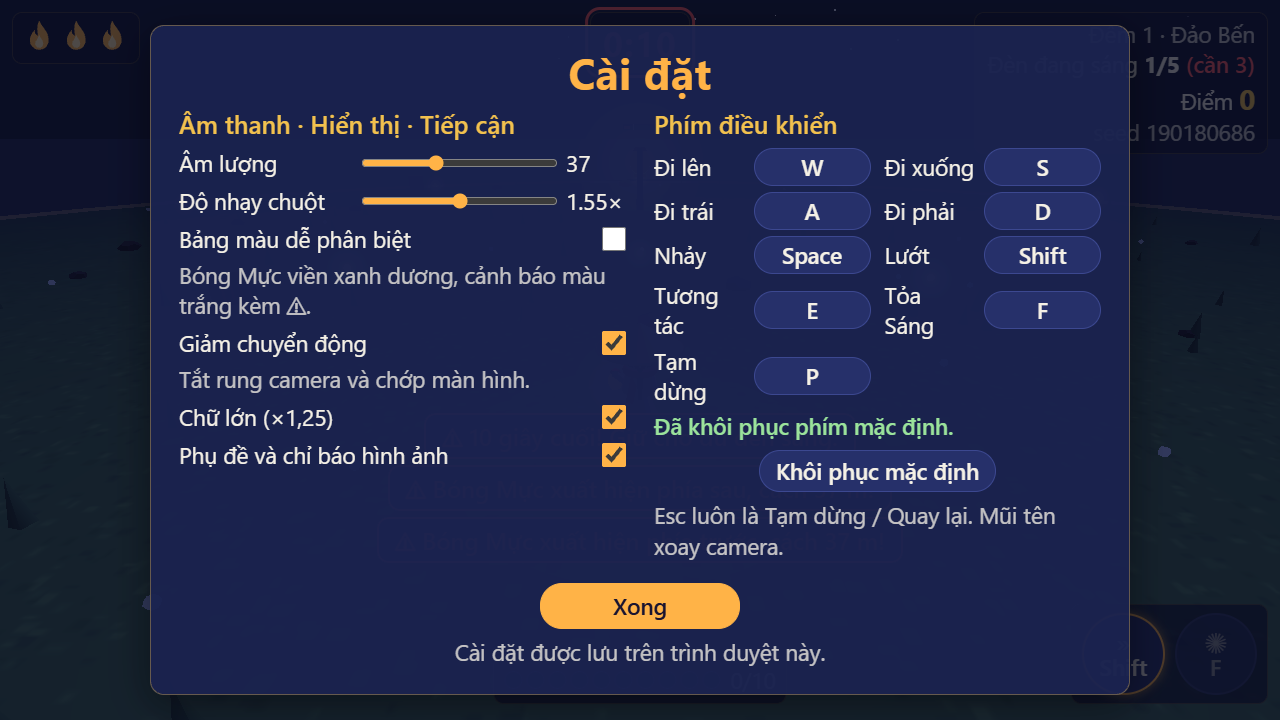 Cài đặt
Âm thanh · Hiển thị · Tiếp cận
Âm lượng 37
Độ nhạy chuột 1.55×
Bảng màu dễ phân biệt
Bóng Mực viền xanh dương, cảnh báo màu
trắng kèm ⚠.
Giảm chuyển động
Tắt rung camera và chớp màn hình.
Chữ lớn (×1,25)
Phụ đề và chỉ báo hình ảnh
Phím điều khiển
Đi lên W Đi xuống S
Đi trái A Đi phải D
Nhảy Space Lướt Shift
Tương
tác
E
Tỏa
Sáng
F
Tạm
dừng
P
Đã khôi phục phím mặc định.
Khôi phục mặc định
Esc luôn là Tạm dừng / Quay lại. Mũi tên
xoay camera.
Xong
Cài đặt được lưu trên trình duyệt này.
1 · Đảo Bến
1/5 (cần 3)
Điểm 0
190180686
Shift
F